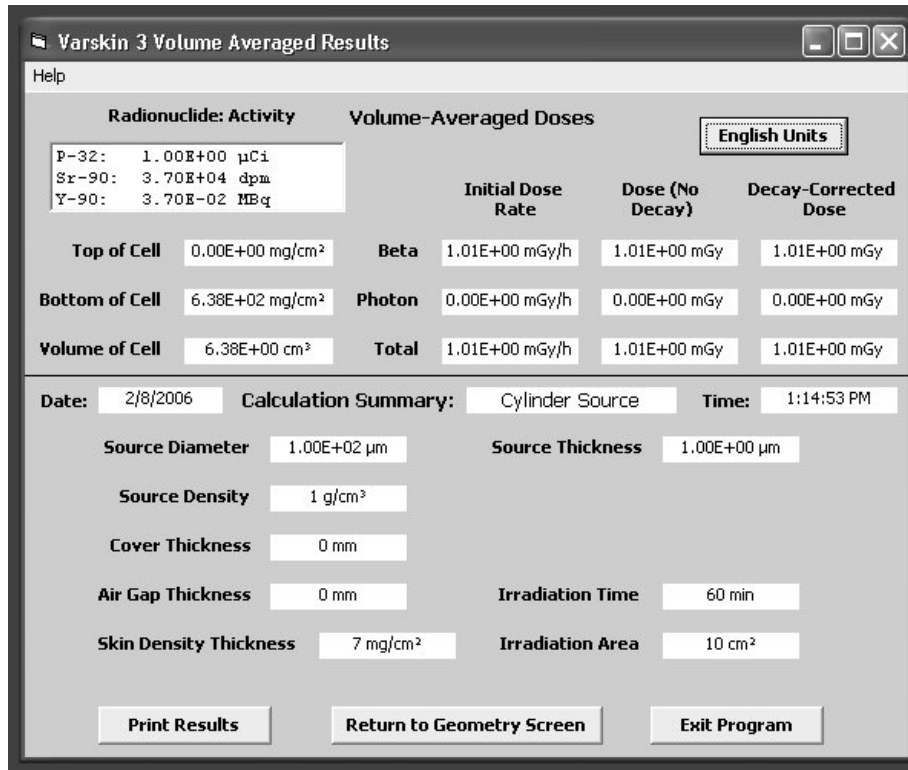 Varskin 3 Volume Averaged Results
Help
Radionuclide: Activity Volume-Averaged Doses English Units
P-32: 1.00E+00 µCi
Sr-90: 3.70E+04 dpm
Y-90: 3.70E-02 MBq
Initial Dose Rate Dose (No Decay) Decay-Corrected Dose
Top of Cell 0.00E+00 mg/cm² Beta 1.01E+00 mGy/h 1.01E+00 mGy 1.01E+00 mGy
Bottom of Cell 6.38E+02 mg/cm² Photon 0.00E+00 mGy/h 0.00E+00 mGy 0.00E+00 mGy
Volume of Cell 6.38E+00 cm³ Total 1.01E+00 mGy/h 1.01E+00 mGy 1.01E+00 mGy
Date: 2/8/2006 Calculation Summary: Cylinder Source Time: 1:14:53 PM
Source Diameter 1.00E+02 µm Source Thickness 1.00E+00 µm
Source Density 1 g/cm³
Cover Thickness 0 mm
Air Gap Thickness 0 mm Irradiation Time 60 min
Skin Density Thickness 7 mg/cm² Irradiation Area 10 cm²
Print Results Return to Geometry Screen Exit Program